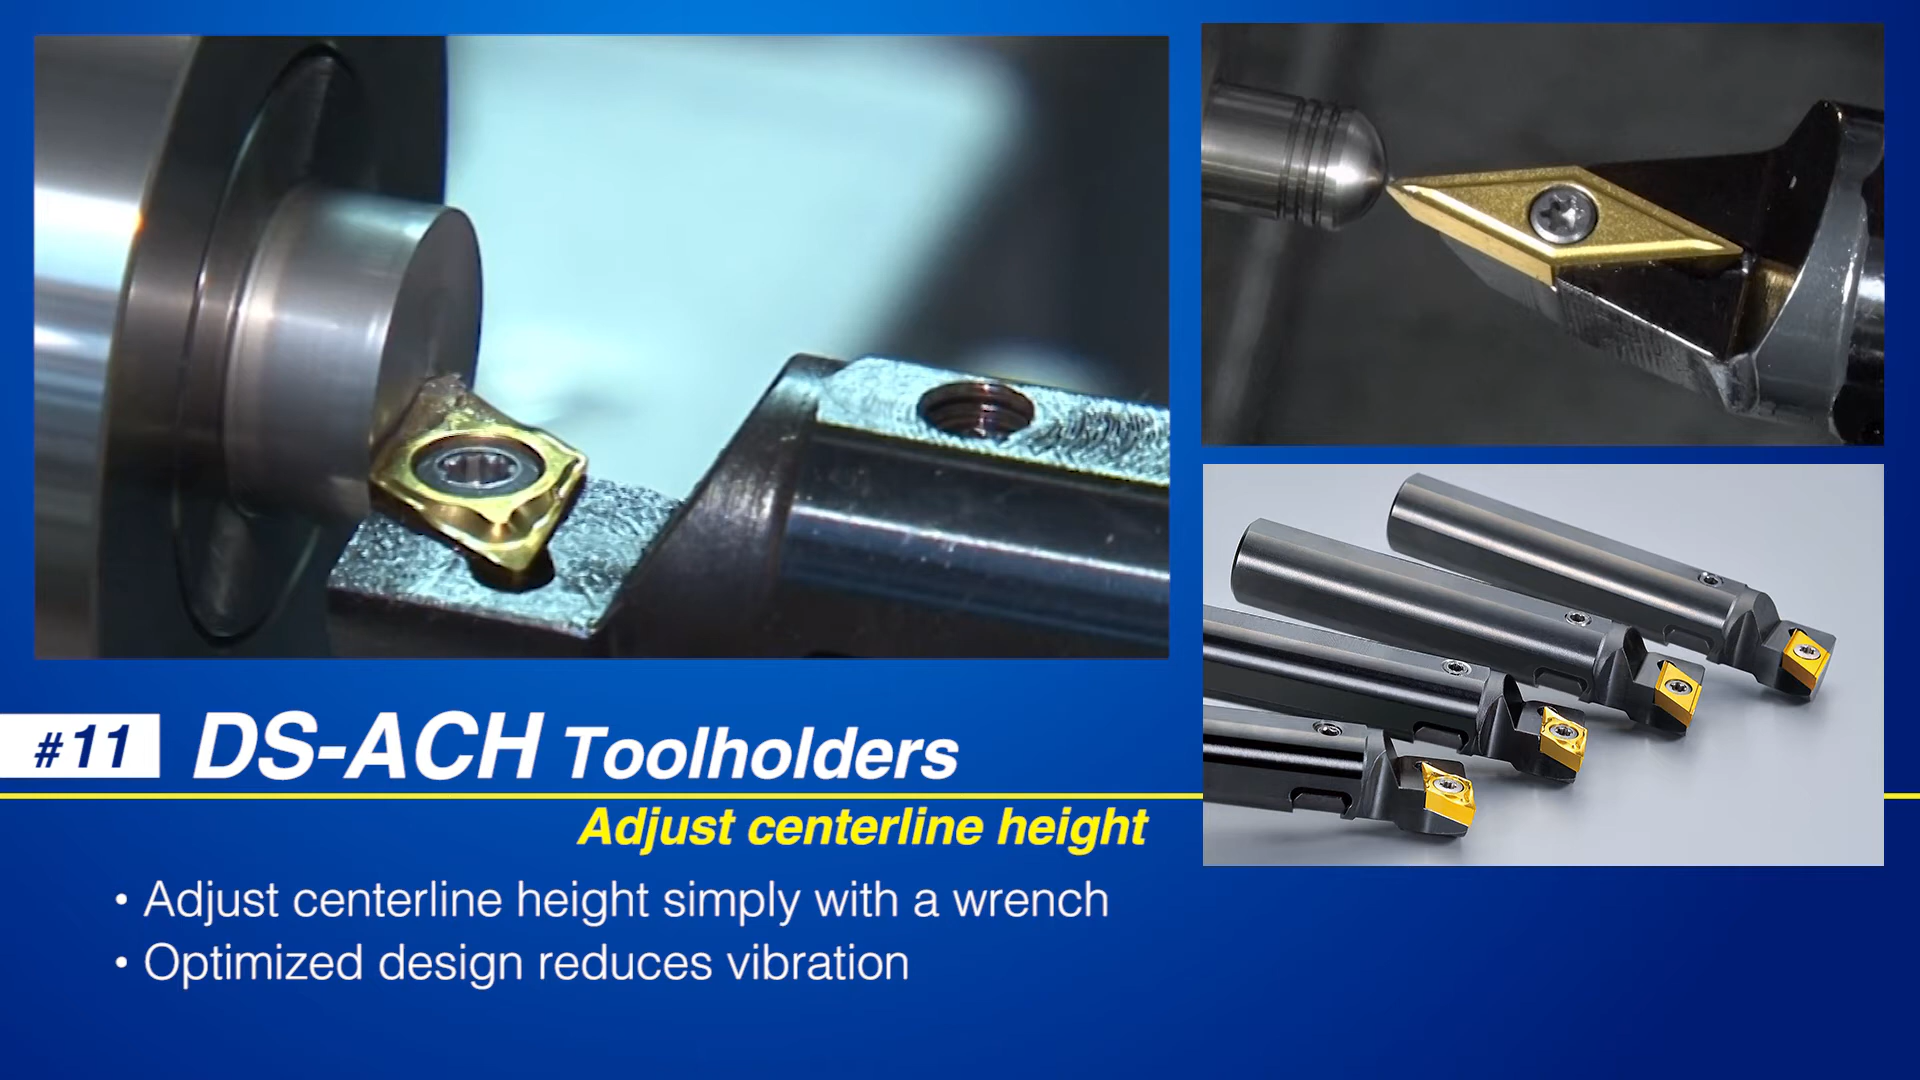 #11 DS-ACH Toolholders
Adjust centerline height
• Adjust centerline height simply with a wrench
• Optimized design reduces vibration